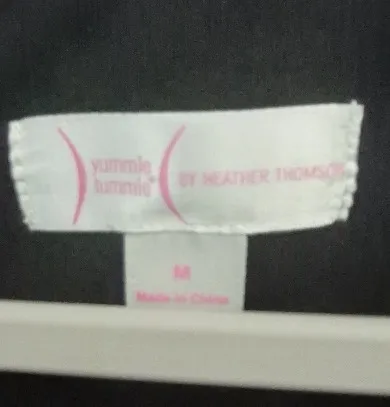 yummie
tummie®
BY HEATHER THOMSON
M
Made in China